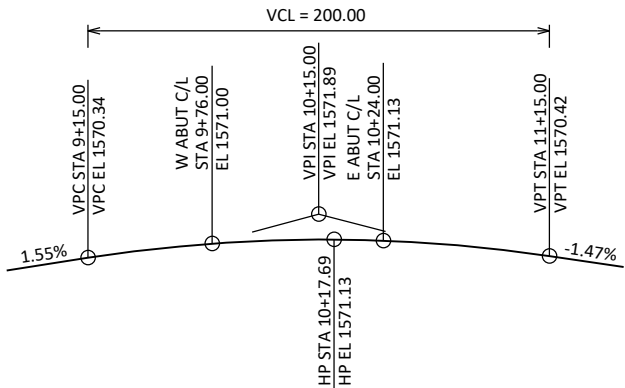 VCL = 200.00
VPC STA 9+15.00
VPC EL 1570.34
W ABUT C/L
STA 9+76.00
EL 1571.00
VPI STA 10+15.00
VPI EL 1571.89
E ABUT C/L
STA 10+24.00
EL 1571.13
VPT STA 11+15.00
VPT EL 1570.42
1.55%
-1.47%
HP STA 10+17.69
HP EL 1571.13